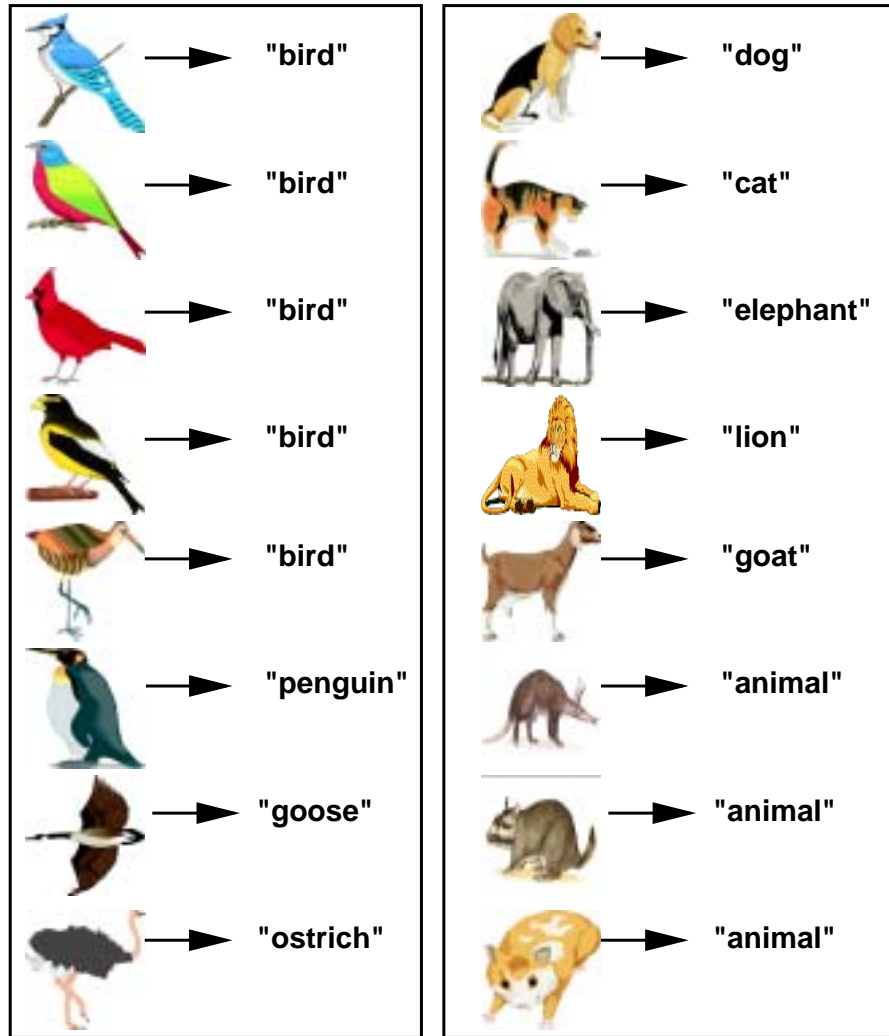 "bird"
"bird"
"bird"
"bird"
"bird"
"penguin"
"goose"
"ostrich"
"dog"
"cat"
"elephant"
"lion"
"goat"
"animal"
"animal"
"animal"